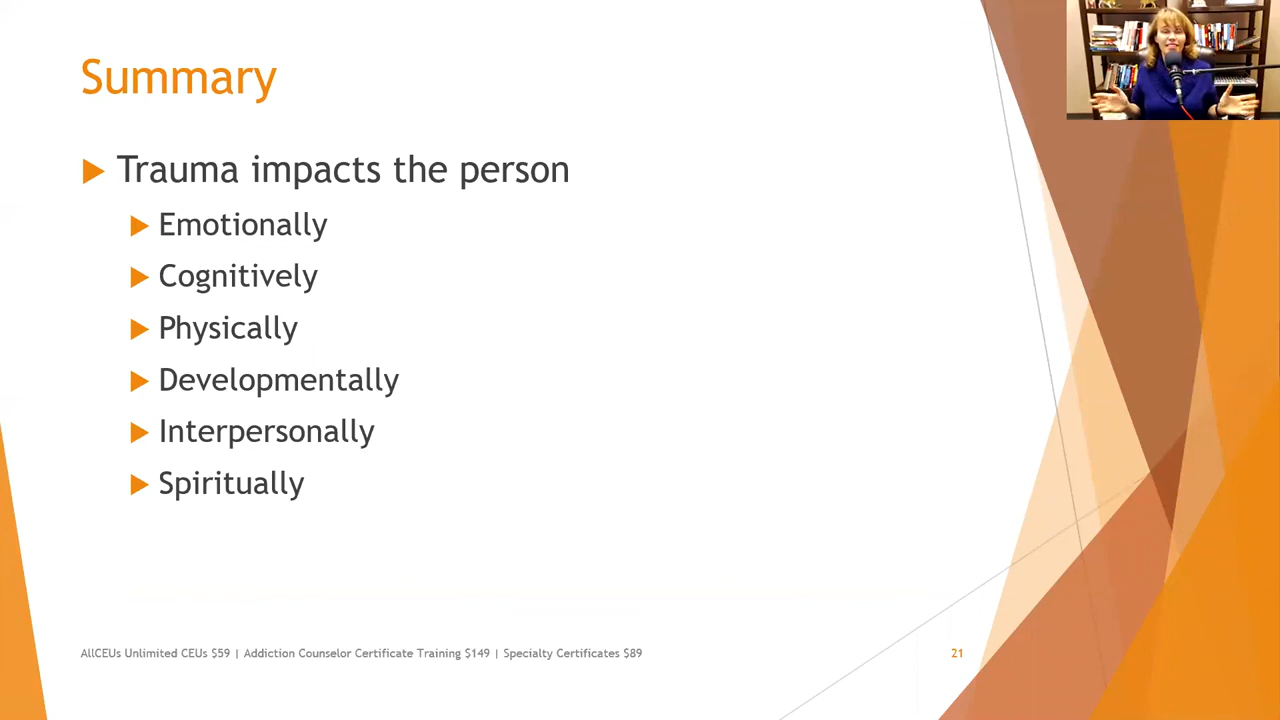 Summary
Trauma impacts the person
Emotionally
Cognitively
Physically
Developmentally
Interpersonally
Spiritually
AllCEUs Unlimited CEUs $59 | Addiction Counselor Certificate Training $149 | Specialty Certificates $89
21